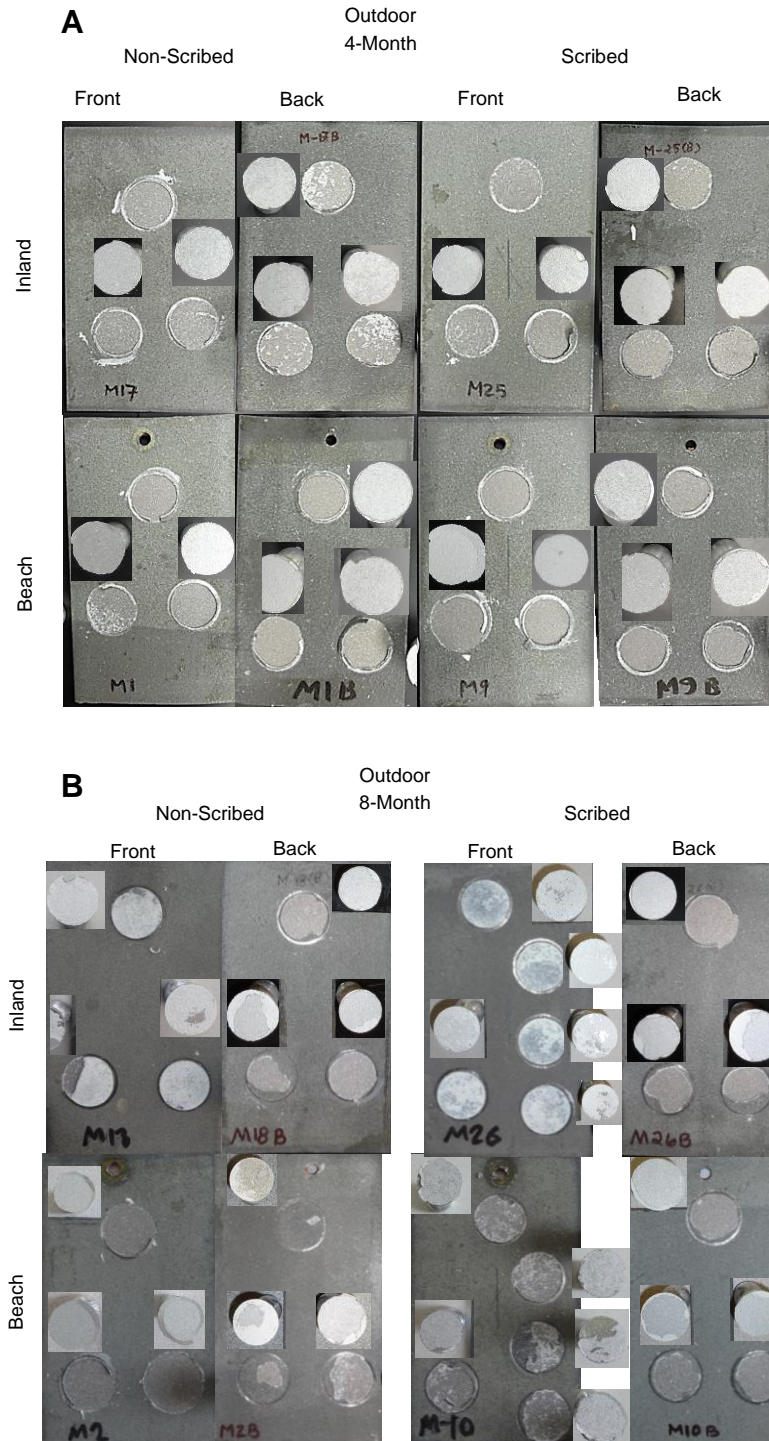 A
Outdoor
4-Month
Non-Scribed
Scribed
Front
Back
Front
Back
Inland
M17
M25
M-25(B)
Beach
M1
M1B
M9
M9B
B
Outdoor
8-Month
Non-Scribed
Scribed
Front
Back
Front
Back
Inland
M18B
M26
M26B
Beach
M2
M2B
M-10
M10B